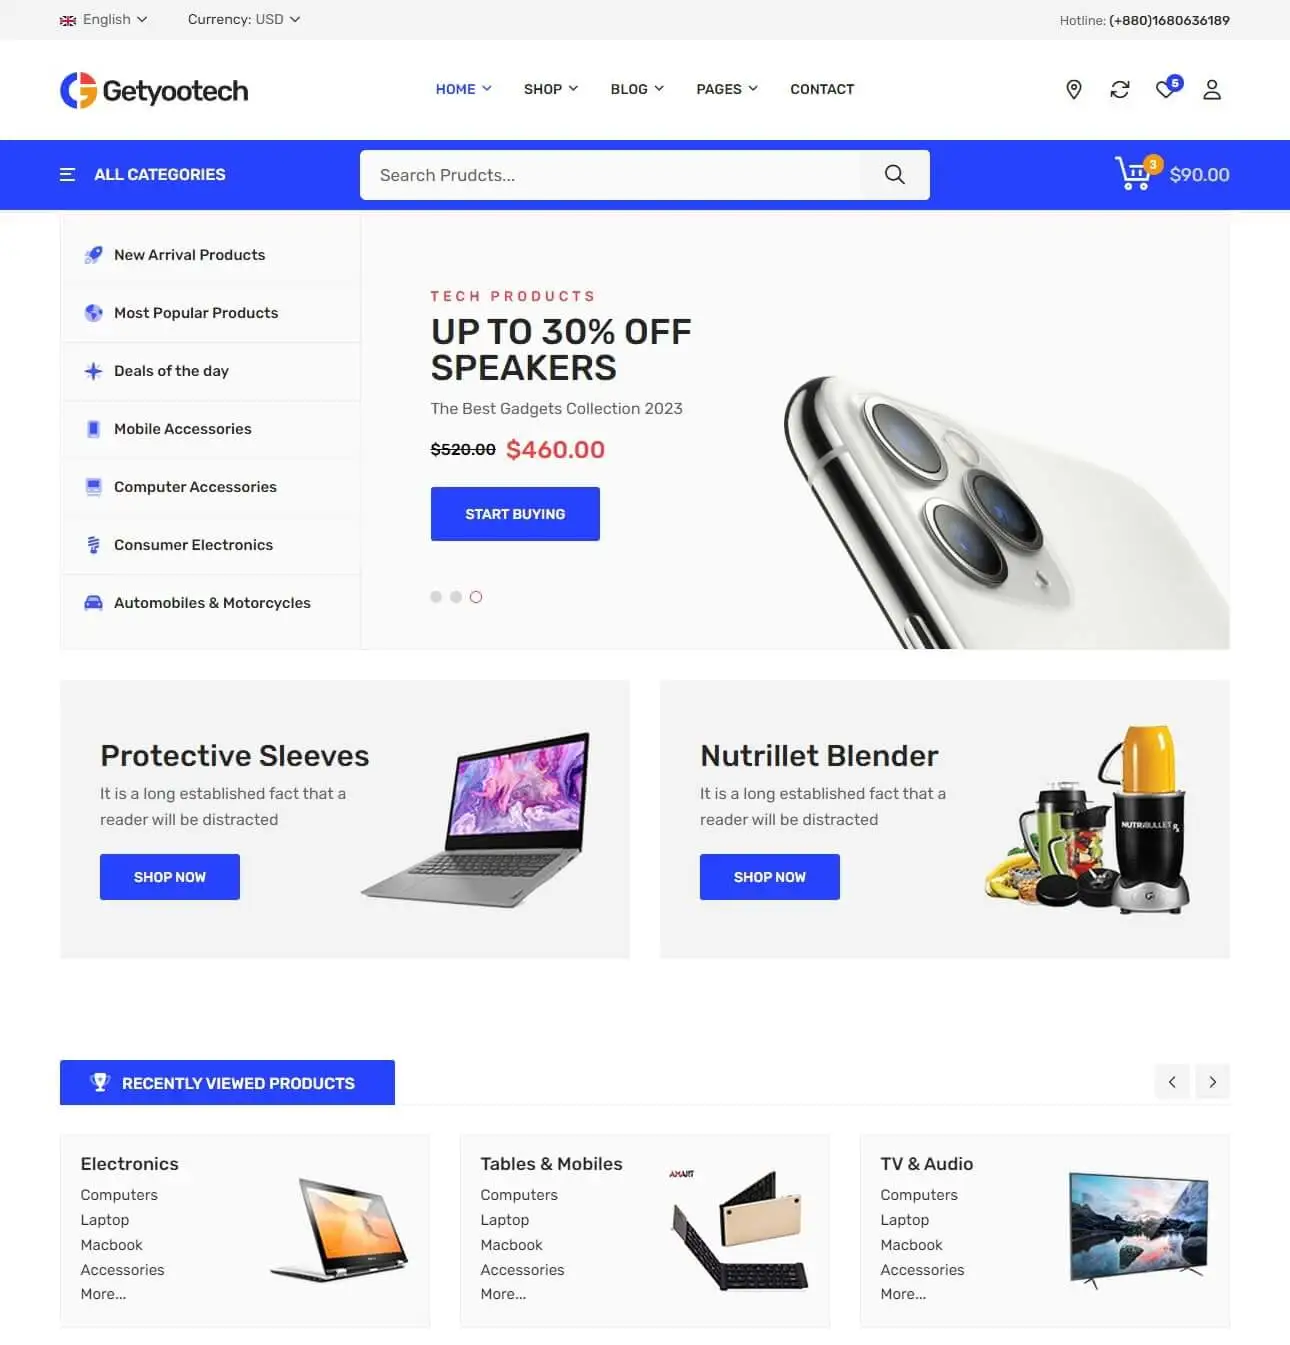 English
Currency: USD
Hotline: (+880)1680636189
Getyootech
HOME
SHOP
BLOG
PAGES
CONTACT
5
ALL CATEGORIES
Search Prudcts...
3
$90.00
New Arrival Products
Most Popular Products
Deals of the day
Mobile Accessories
Computer Accessories
Consumer Electronics
Automobiles & Motorcycles
TECH PRODUCTS
UP TO 30% OFF
SPEAKERS
The Best Gadgets Collection 2023
$520.00 $460.00
START BUYING
Protective Sleeves
It is a long established fact that a
reader will be distracted
SHOP NOW
Nutrillet Blender
It is a long established fact that a
reader will be distracted
SHOP NOW
NUTRIBULLET Rx
RECENTLY VIEWED PRODUCTS
Electronics
Computers
Laptop
Macbook
Accessories
More...
Tables & Mobiles
Computers
Laptop
Macbook
Accessories
More...
TV & Audio
Computers
Laptop
Macbook
Accessories
More...